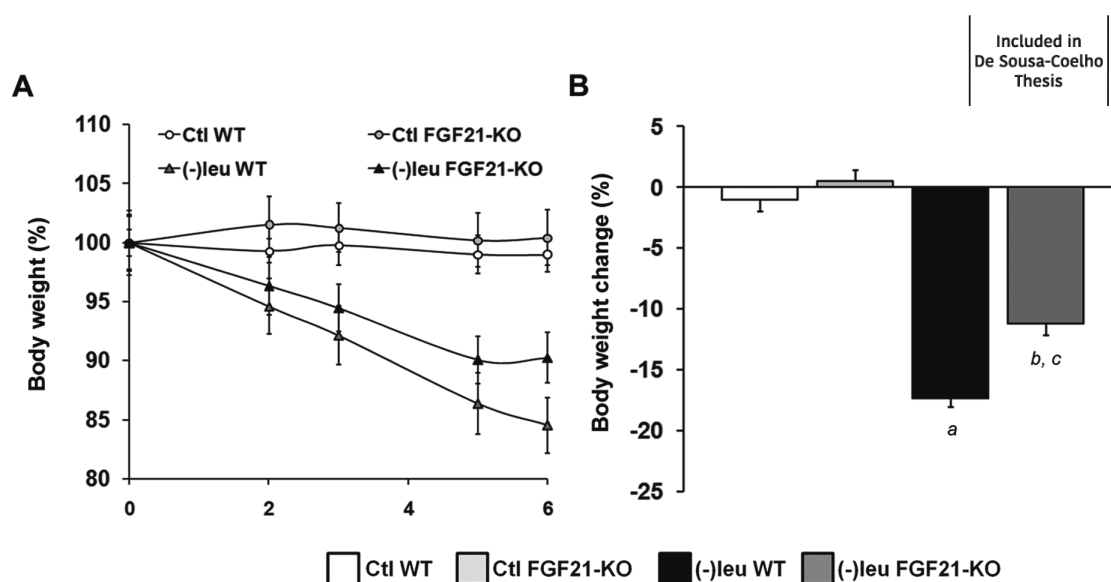 Included in
De Sousa-Coelho
Thesis
A
B
Body weight (%)
110
105
100
95
90
85
80
0
2
4
6
Ctl WT
Ctl FGF21-KO
(-)leu WT
(-)leu FGF21-KO
Body weight change (%)
5
0
-5
-10
-15
-20
-25
a
b, c
Ctl WT
Ctl FGF21-KO
(-)leu WT
(-)leu FGF21-KO